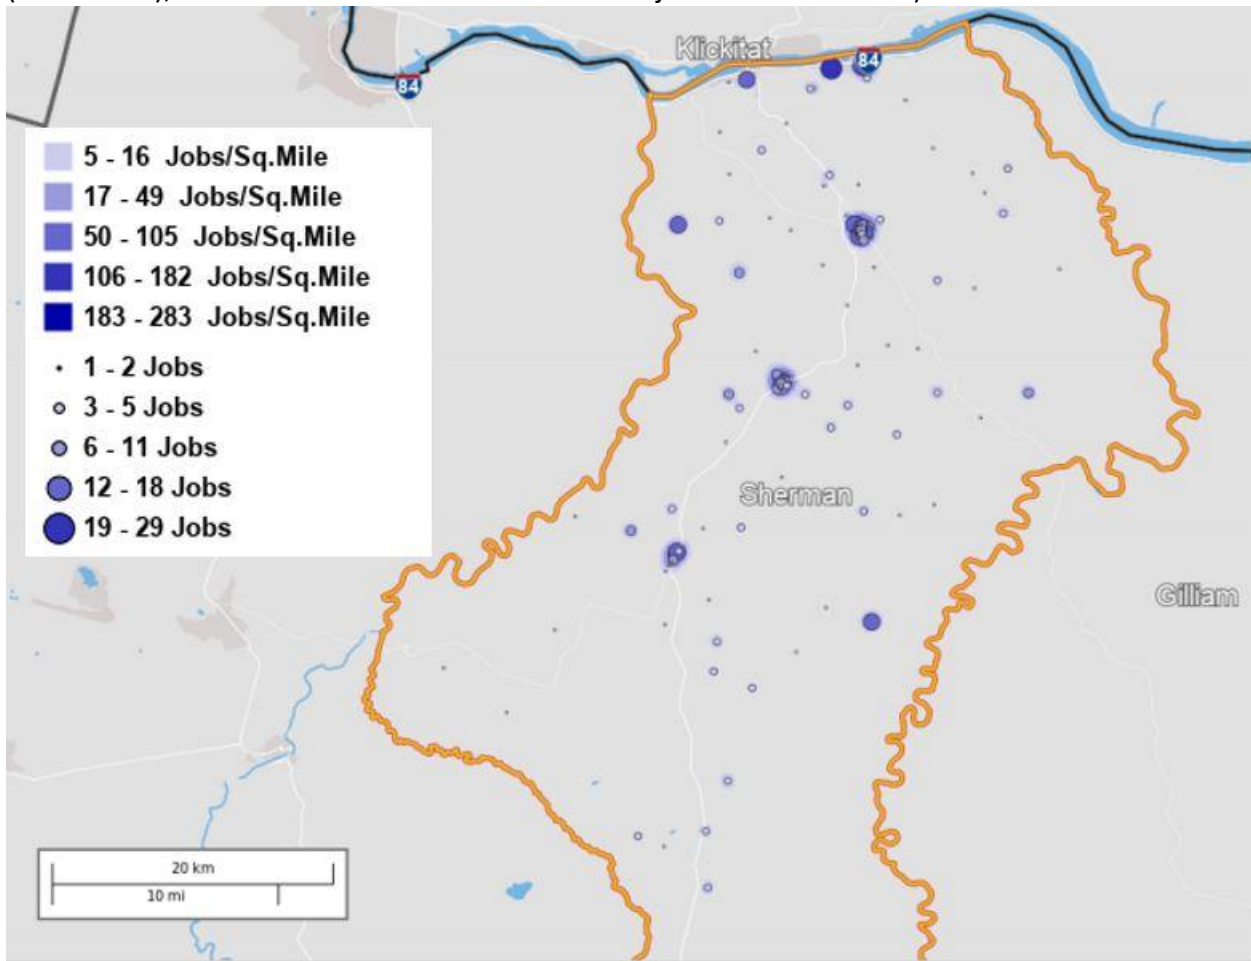 Klickitat
84
84
5 - 16 Jobs/Sq.Mile
17 - 49 Jobs/Sq.Mile
50 - 105 Jobs/Sq.Mile
106 - 182 Jobs/Sq.Mile
183 - 283 Jobs/Sq.Mile
1 - 2 Jobs
3 - 5 Jobs
6 - 11 Jobs
12 - 18 Jobs
19 - 29 Jobs
Sherman
Gilliam
20 km
10 mi